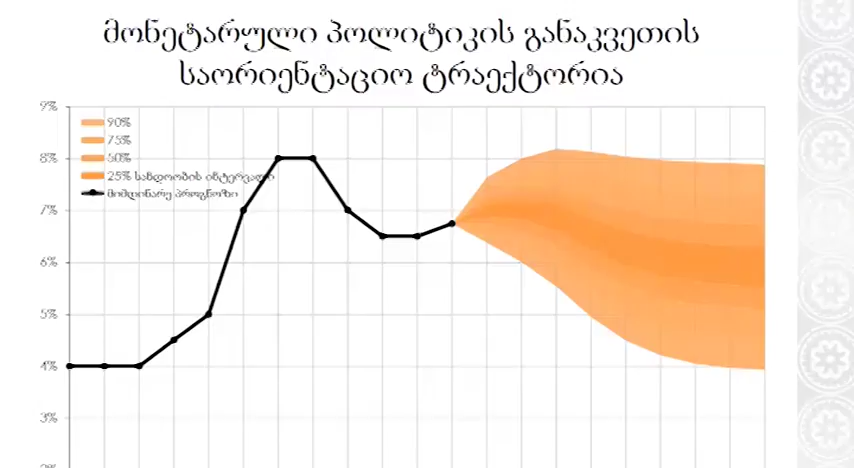 მონეტარული პოლიტიკის განაკვეთის
საორიენტაციო ტრაექტორია
9%
90%
75%
8%
50%
25% სანდოობის ინტერვალი
მიმდინარე პროგნოზი
7%
6%
5%
4%
3%